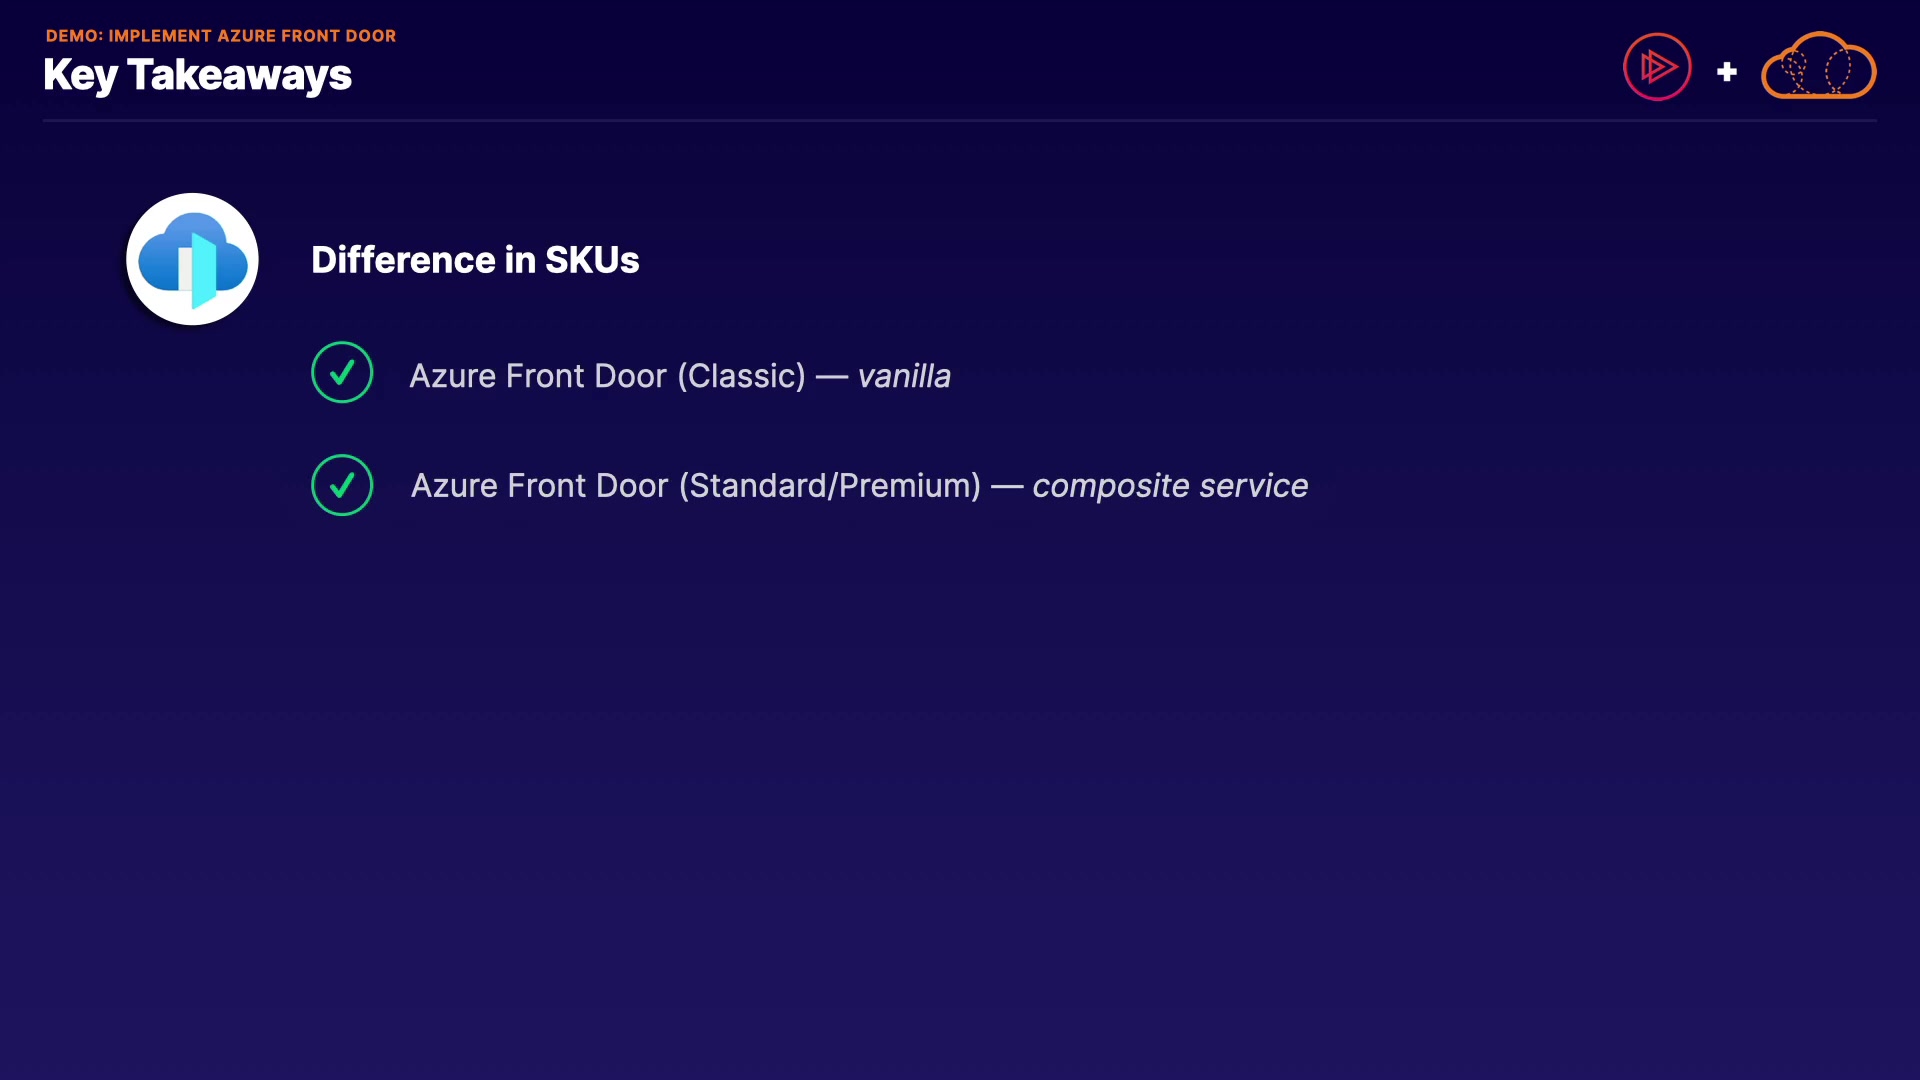 DEMO: IMPLEMENT AZURE FRONT DOOR
Key Takeaways
+
Difference in SKUs
Azure Front Door (Classic) — vanilla
Azure Front Door (Standard/Premium) — composite service